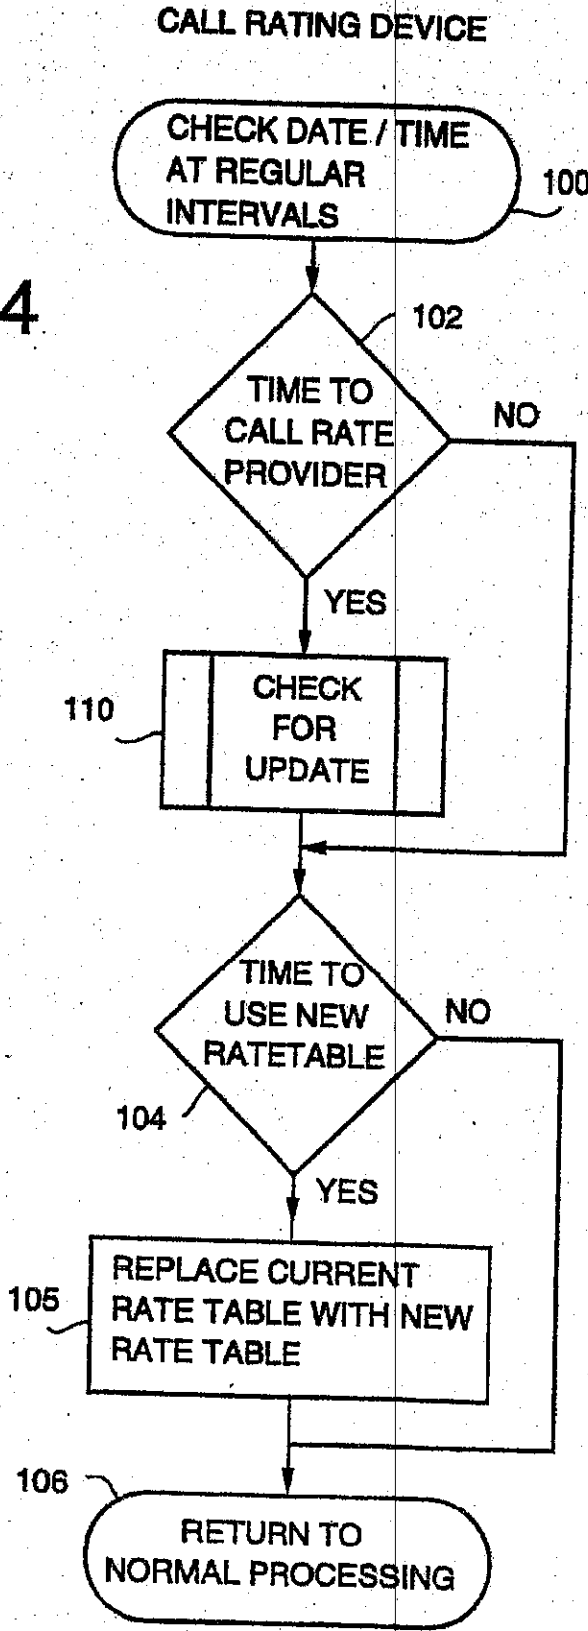 CALL RATING DEVICE
CHECK DATE / TIME
AT REGULAR
INTERVALS
100
4
102
TIME TO
CALL RATE
PROVIDER
NO
YES
110
CHECK
FOR
UPDATE
TIME TO
USE NEW
RATETABLE
NO
104
YES
105
REPLACE CURRENT
RATE TABLE WITH NEW
RATE TABLE
106
RETURN TO
NORMAL PROCESSING